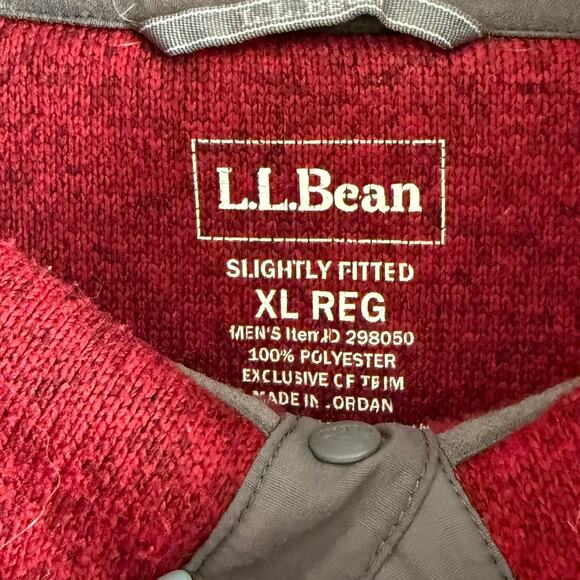 L.L.Bean
SLIGHTLY FITTED
XL REG
MEN'S Item ID 298050
100% POLYESTER
EXCLUSIVE OF TRIM
MADE IN JORDAN